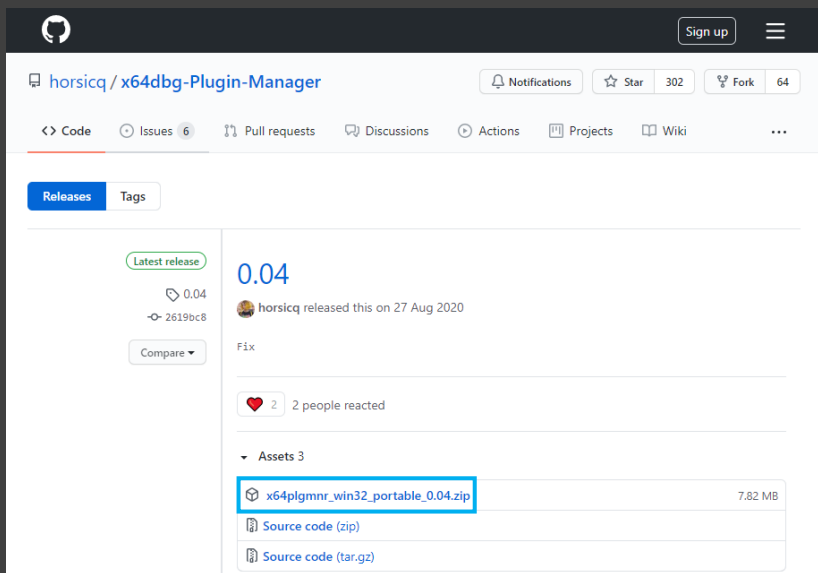 Sign up
horsicq / x64dbg-Plugin-Manager
Notifications
Star 302
Fork 64
Code
Issues 6
Pull requests
Discussions
Actions
Projects
Wiki
Releases
Tags
Latest release
0.04
2619bc8
Compare
0.04
horsicq released this on 27 Aug 2020
Fix
2 2 people reacted
Assets 3
x64plgmnr_win32_portable_0.04.zip 7.82 MB
Source code (zip)
Source code (tar.gz)